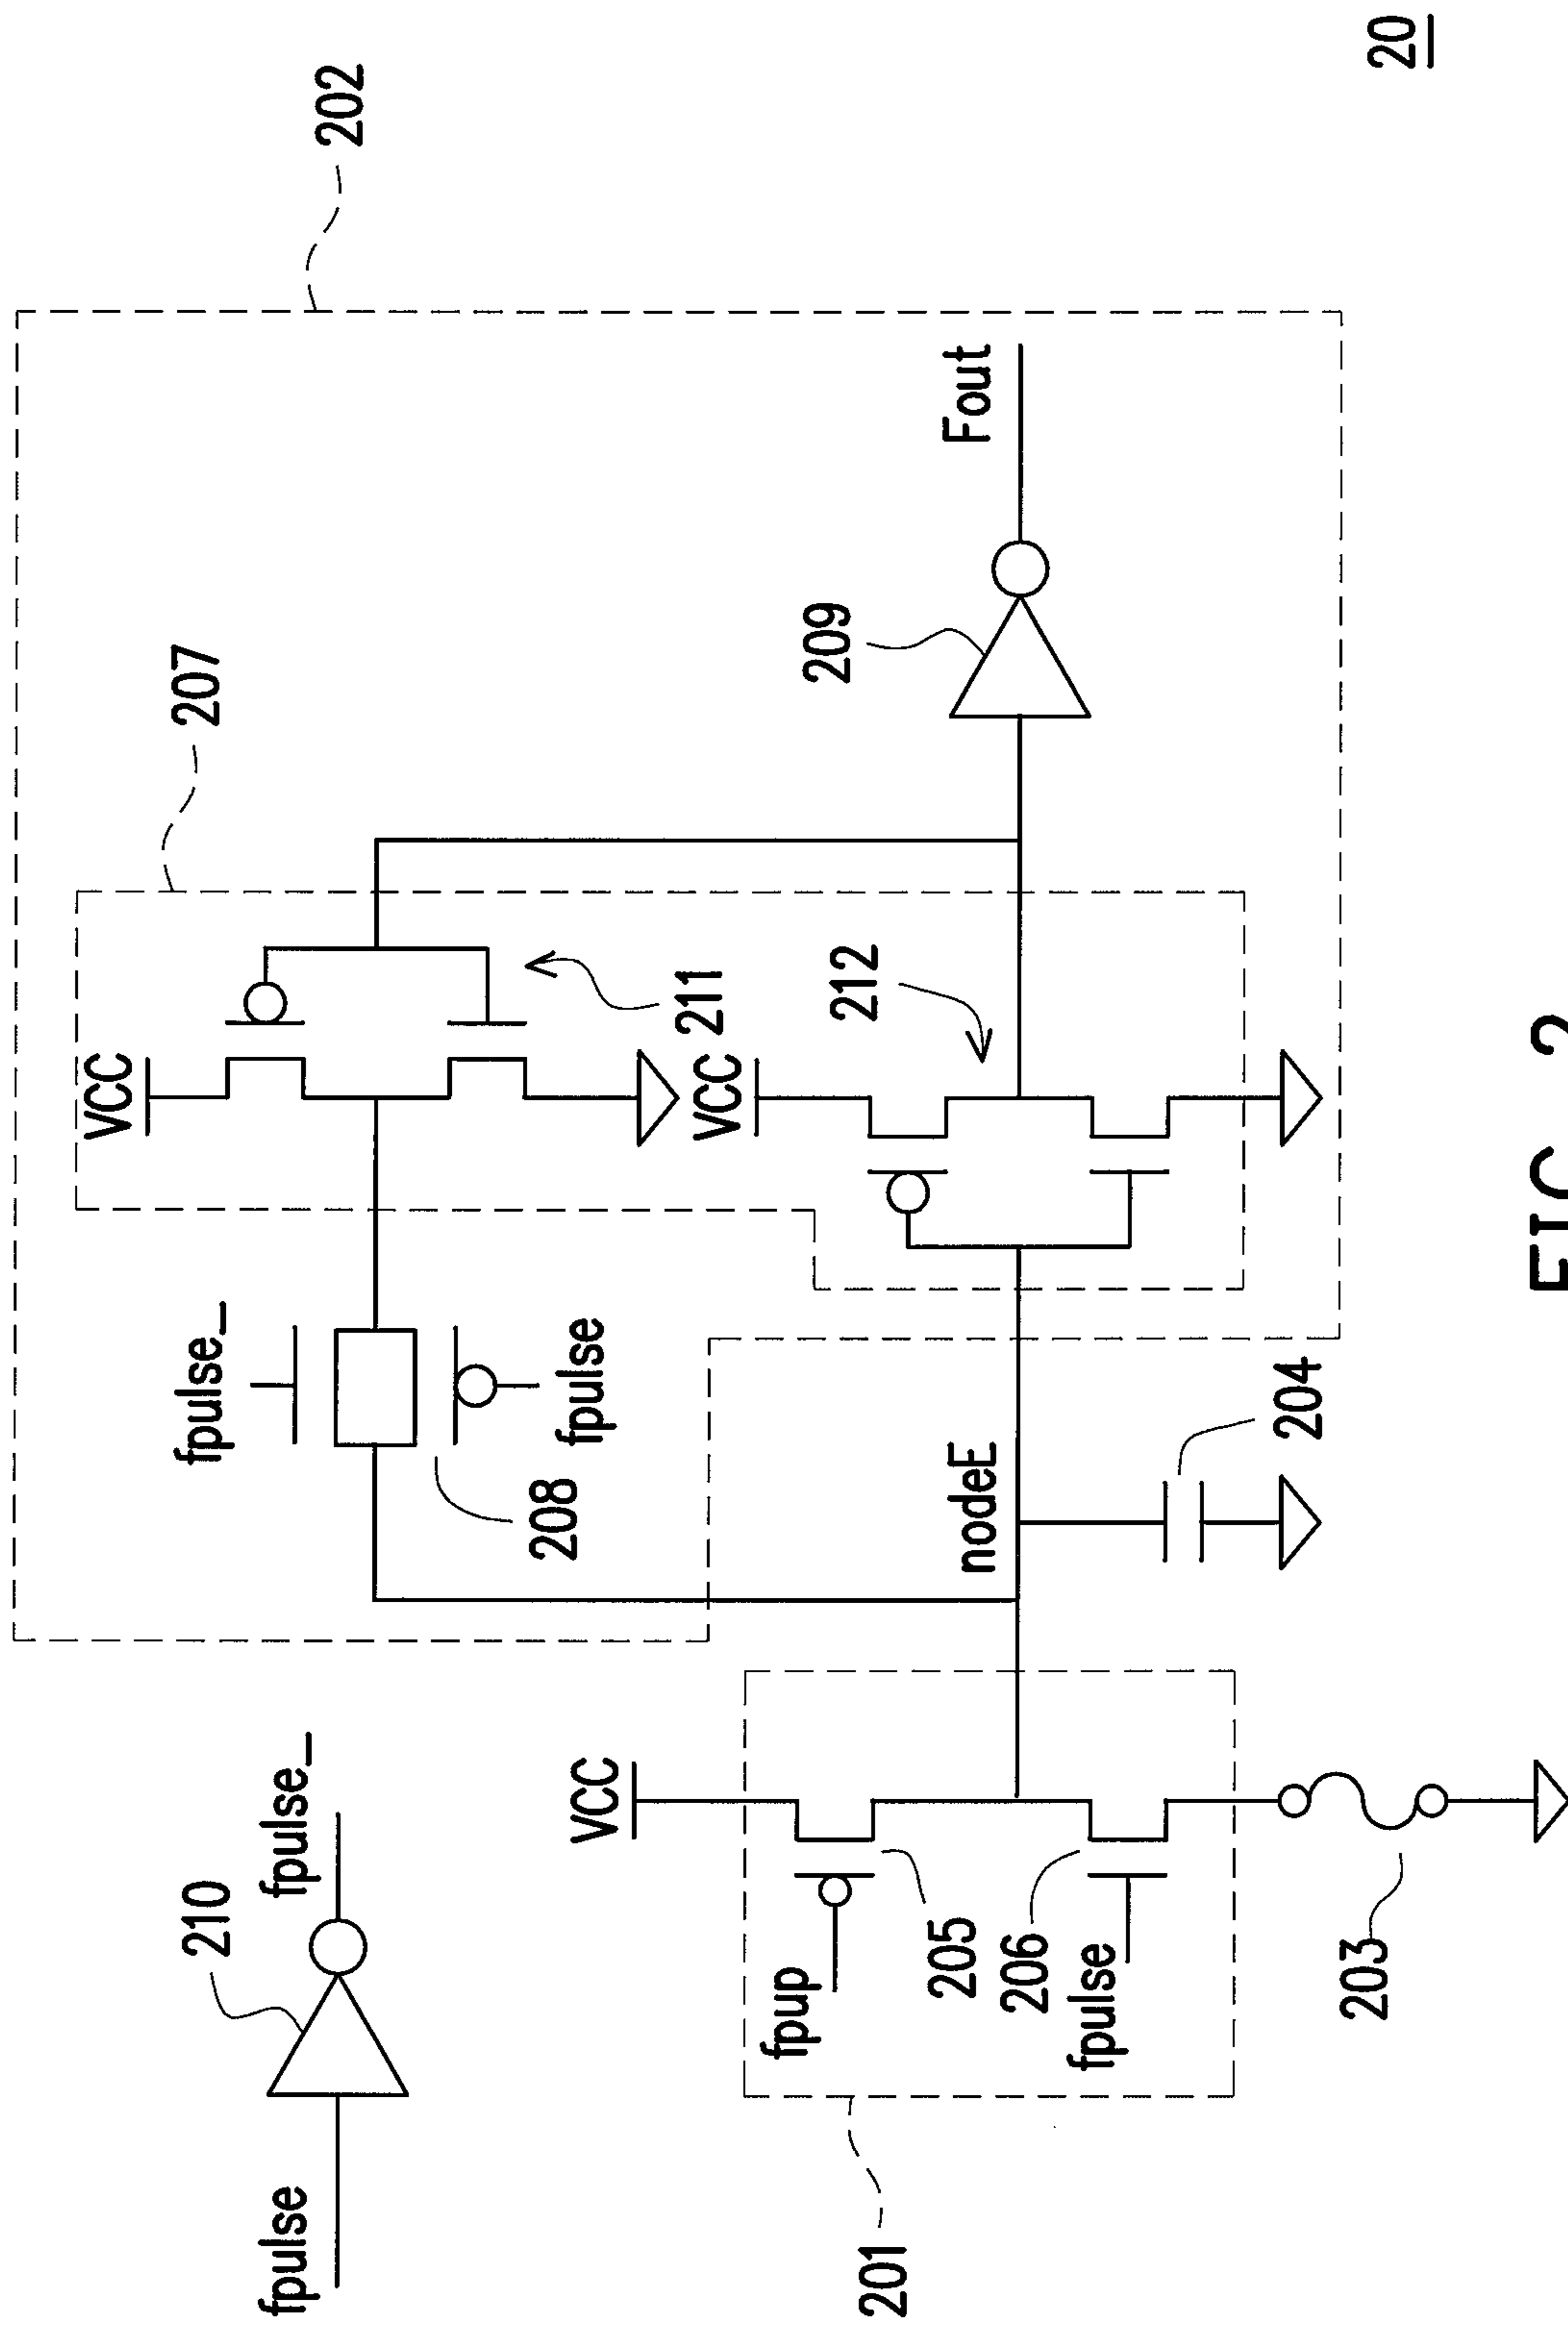 202
207
VCC
fpulse_
211
fpulse
208
210
fpulse
fpulse_
VCC
212
209
Fout
nodeE
204
VCC
fpup
205
206
fpulse
203
201
20
FIG. 2